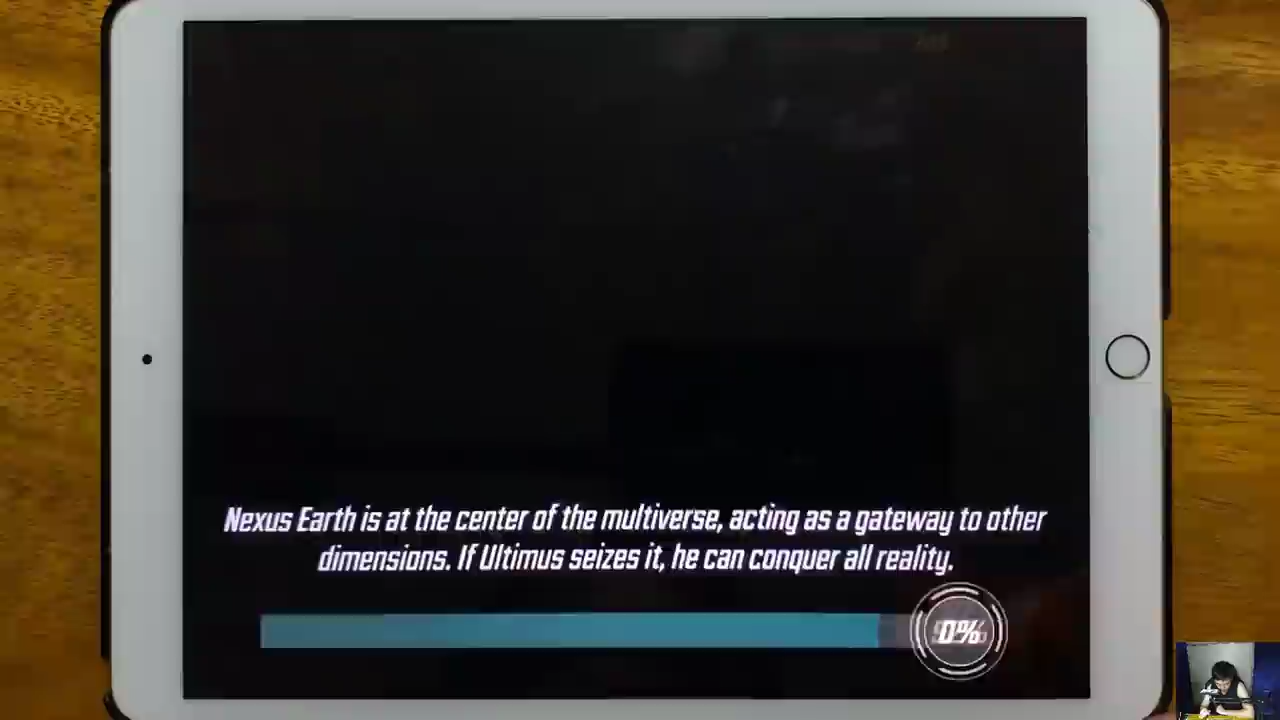 Nexus Earth is at the center of the multiverse, acting as a gateway to other
dimensions. If Ultimus seizes it, he can conquer all reality.
0%